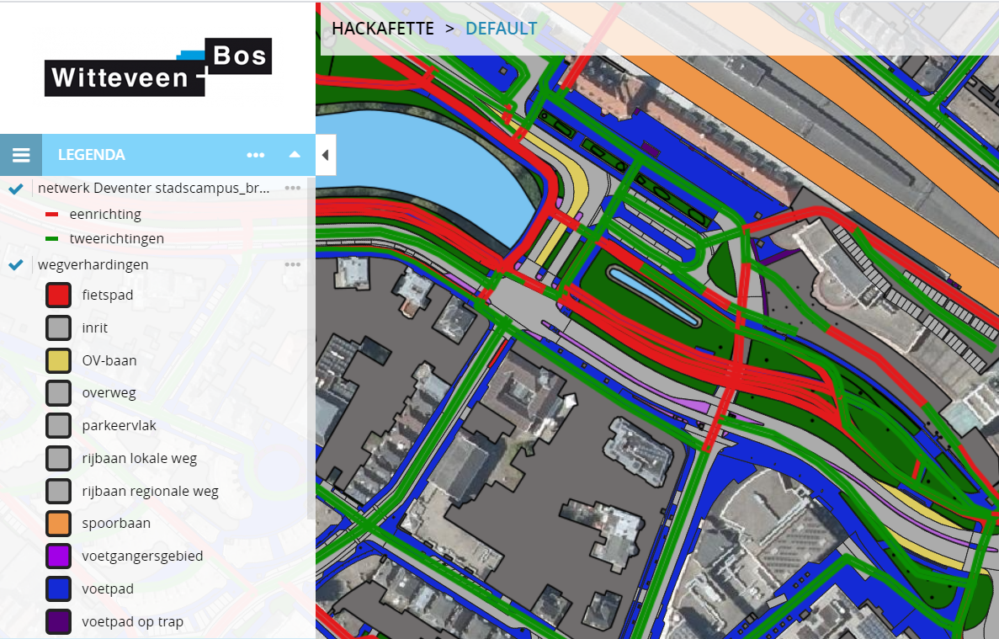 Witteveen
Bos
HACKAFETTE > DEFAULT
LEGENDA
netwerk Deventer stadscampus_br...
eenrichting
tweerichtingen
wegverhardingen
fietspad
inrit
OV-baan
overweg
parkeervlak
rijbaan lokale weg
rijbaan regionale weg
spoorbaan
voetgangersgebied
voetpad
voetpad op trap